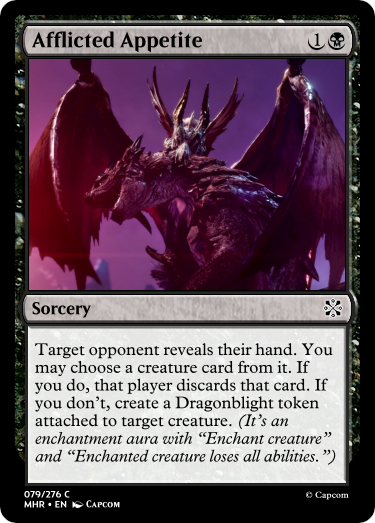 Afflicted Appetite 1
Sorcery
Target opponent reveals their hand. You
may choose a creature card from it. If
you do, that player discards that card. If
you don't, create a Dragonblight token
attached to target creature. (It's an
enchantment aura with “Enchant creature”
and “Enchanted creature loses all abilities.”)
079/276 C
MHR • EN CAPCOM
© Capcom